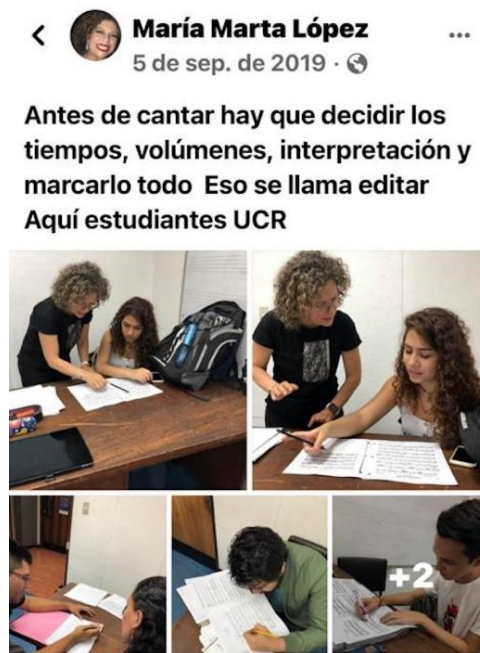 María Marta López
5 de sep. de 2019 ·
Antes de cantar hay que decidir los
tiempos, volúmenes, interpretación y
marcarlo todo  Eso se llama editar
Aquí estudiantes UCR
+2